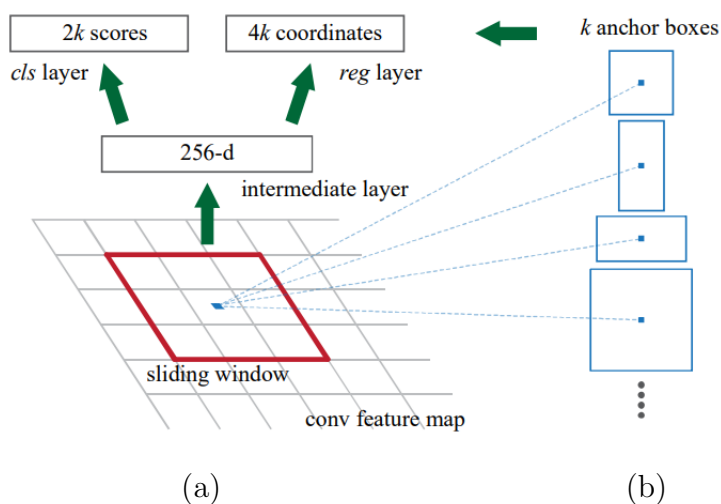 2k scores
4k coordinates
k anchor boxes
cls layer
reg layer
256-d
intermediate layer
sliding window
conv feature map
(a)
(b)